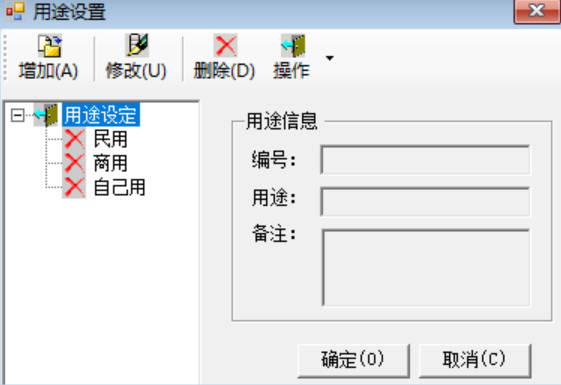 用途设置
增加(A) 修改(U) 删除(D) 操作
用途设定
民用
商用
自己用
用途信息
编号：
用途：
备注：
确定(O) 取消(C)